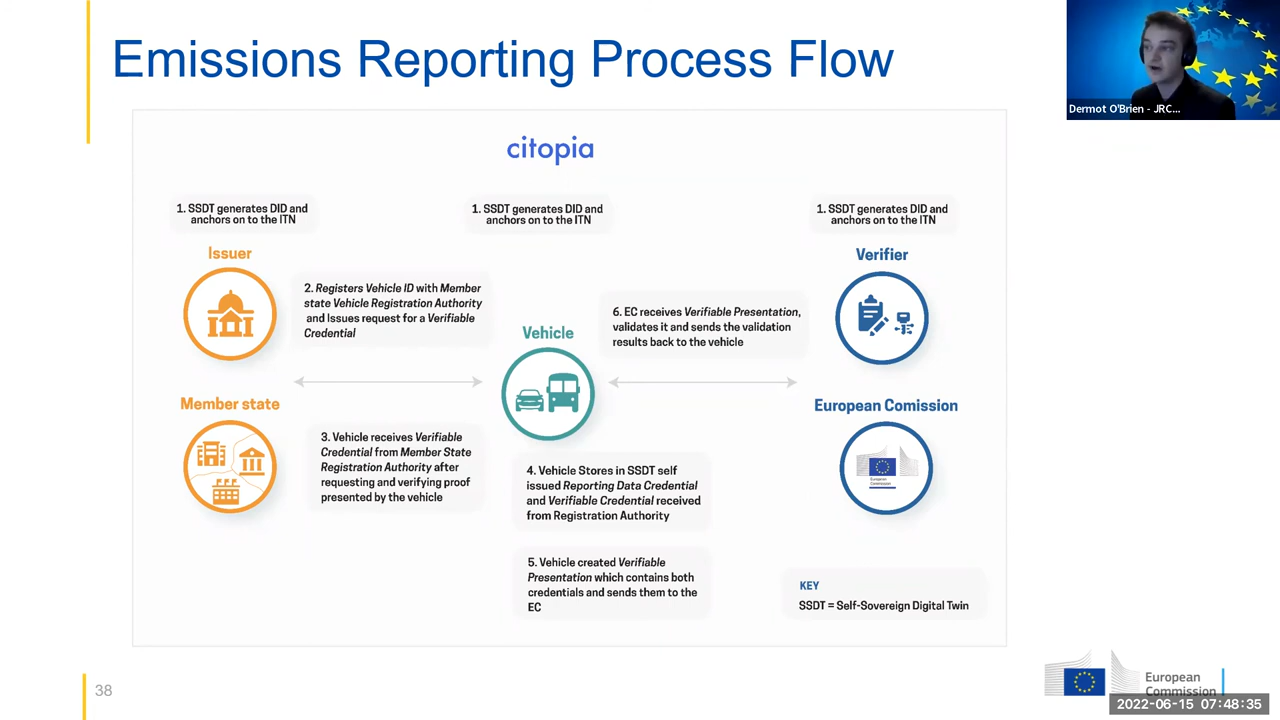 Emissions Reporting Process Flow
Dermot O'Brien - JRC...
citopia
1. SSDT generates DID and
anchors on to the ITN
1. SSDT generates DID and
anchors on to the ITN
1. SSDT generates DID and
anchors on to the ITN
Issuer
Verifier
2. Registers Vehicle ID with Member
state Vehicle Registration Authority
and Issues request for a Verifiable
Credential
6. EC receives Verifiable Presentation,
validates it and sends the validation
results back to the vehicle
Vehicle
Member state
European Comission
3. Vehicle receives Verifiable
Credential from Member State
Registration Authority after
requesting and verifying proof
presented by the vehicle
4. Vehicle Stores in SSDT self
issued Reporting Data Credential
and Verifiable Credential received
from Registration Authority
European
Commission
5. Vehicle created Verifiable
Presentation which contains both
credentials and sends them to the
EC
KEY
SSDT = Self-Sovereign Digital Twin
38
European
Commission
2022-06-15 07:48:35